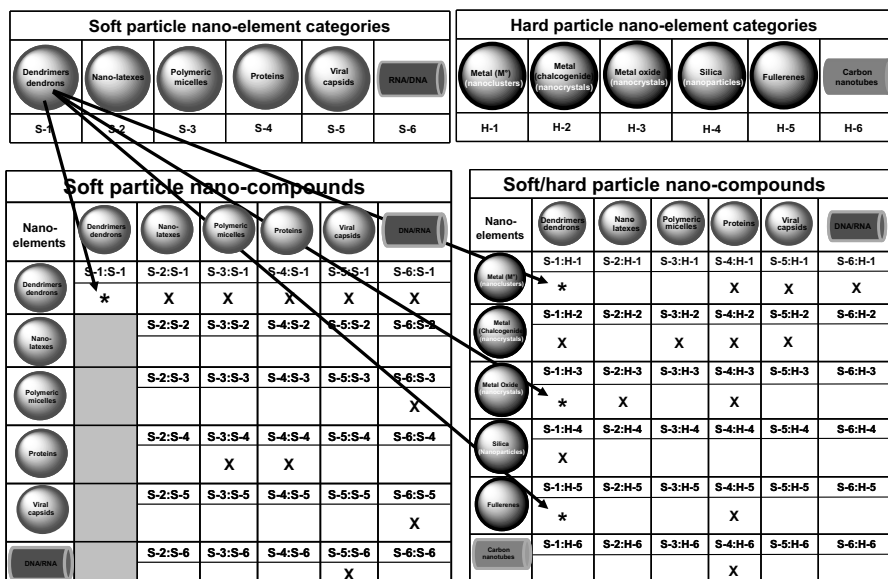 Soft particle nano-element categories
Dendrimers dendrons
Nano-latexes
Polymeric micelles
Proteins
Viral capsids
RNA/DNA
S-1 S-2 S-3 S-4 S-5 S-6
Hard particle nano-element categories
Metal (M°) (nanoclusters)
Metal (chalcogenide) (nanocrystals)
Metal oxide (nanocrystals)
Silica (nanoparticles)
Fullerenes
Carbon nanotubes
H-1 H-2 H-3 H-4 H-5 H-6
Soft particle nano-compounds
Nano-elements
Dendrimers dendrons
Nano-latexes
Polymeric micelles
Proteins
Viral capsids
DNA/RNA
Dendrimers dendrons
S-1:S-1 S-2:S-1 S-3:S-1 S-4:S-1 S-5:S-1 S-6:S-1
* X X X X X
Nano-latexes
S-2:S-2 S-3:S-2 S-4:S-2 S-5:S-2 S-6:S-2
Polymeric micelles
S-2:S-3 S-3:S-3 S-4:S-3 S-5:S-3 S-6:S-3
X
Proteins
S-2:S-4 S-3:S-4 S-4:S-4 S-5:S-4 S-6:S-4
X X
Viral capsids
S-2:S-5 S-3:S-5 S-4:S-5 S-5:S-5 S-6:S-5
X
DNA/RNA
S-2:S-6 S-3:S-6 S-4:S-6 S-5:S-6 S-6:S-6
X
Soft/hard particle nano-compounds
Nano-elements
Dendrimers dendrons
Nano latexes
Polymeric micelles
Proteins
Viral capsids
DNA/RNA
Metal (M°) (nanoclusters)
S-1:H-1 S-2:H-1 S-3:H-1 S-4:H-1 S-5:H-1 S-6:H-1
* X X X
Metal (Chalcogenide) (nanocrystals)
S-1:H-2 S-2:H-2 S-3:H-2 S-4:H-2 S-5:H-2 S-6:H-2
X X X X
Metal Oxide (nanocrystals)
S-1:H-3 S-2:H-3 S-3:H-3 S-4:H-3 S-5:H-3 S-6:H-3
* X X
Silica (Nanoparticles)
S-1:H-4 S-2:H-4 S-3:H-4 S-4:H-4 S-5:H-4 S-6:H-4
X
Fullerenes
S-1:H-5 S-2:H-5 S-3:H-5 S-4:H-5 S-5:H-5 S-6:H-5
* X
Carbon nanotubes
S-1:H-6 S-2:H-6 S-3:H-6 S-4:H-6 S-5:H-6 S-6:H-6
X